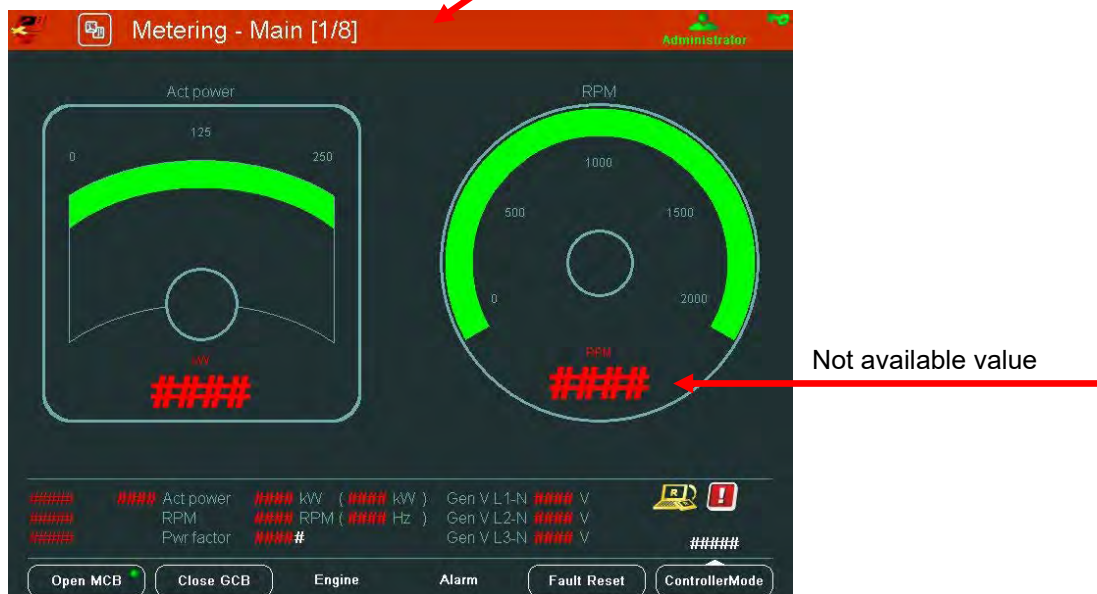 Metering - Main [1/8]
Administrator
Act power
125
0
250
kW
####
RPM
1000
500
1500
0
2000
RPM
####
Not available value
###### #### Act power #### kW ( #### kW ) Gen V L1-N #### V
###### RPM #### RPM ( #### Hz ) Gen V L2-N #### V
###### Pwr factor ##### Gen V L3-N #### V
R !
#####
Open MCB Close GCB Engine Alarm Fault Reset ControllerMode